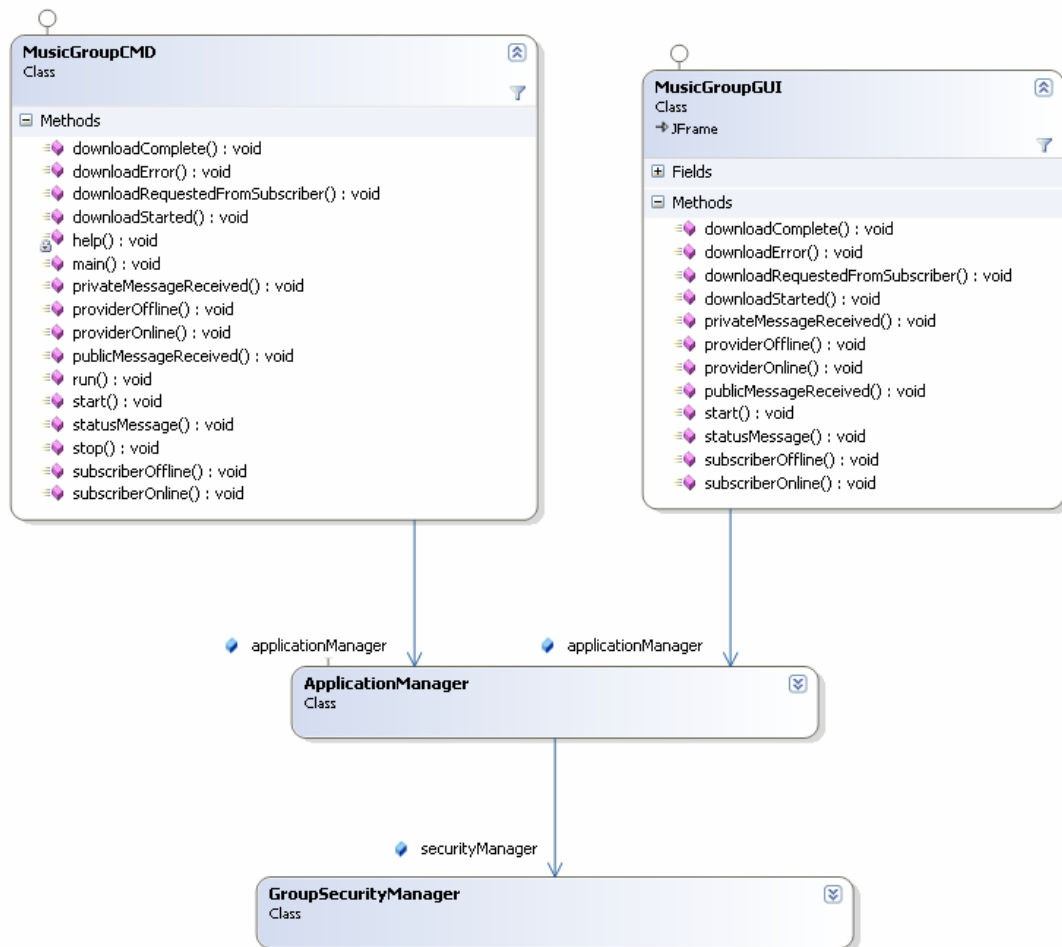 MusicGroupCMD
Class
Methods
downloadComplete() : void
downloadError() : void
downloadRequestedFromSubscriber() : void
downloadStarted() : void
help() : void
main() : void
privateMessageReceived() : void
providerOffline() : void
providerOnline() : void
publicMessageReceived() : void
run() : void
start() : void
statusMessage() : void
stop() : void
subscriberOffline() : void
subscriberOnline() : void
MusicGroupGUI
Class
JFrame
Fields
Methods
downloadComplete() : void
downloadError() : void
downloadRequestedFromSubscriber() : void
downloadStarted() : void
privateMessageReceived() : void
providerOffline() : void
providerOnline() : void
publicMessageReceived() : void
start() : void
statusMessage() : void
subscriberOffline() : void
subscriberOnline() : void
applicationManager
applicationManager
ApplicationManager
Class
securityManager
GroupSecurityManager
Class